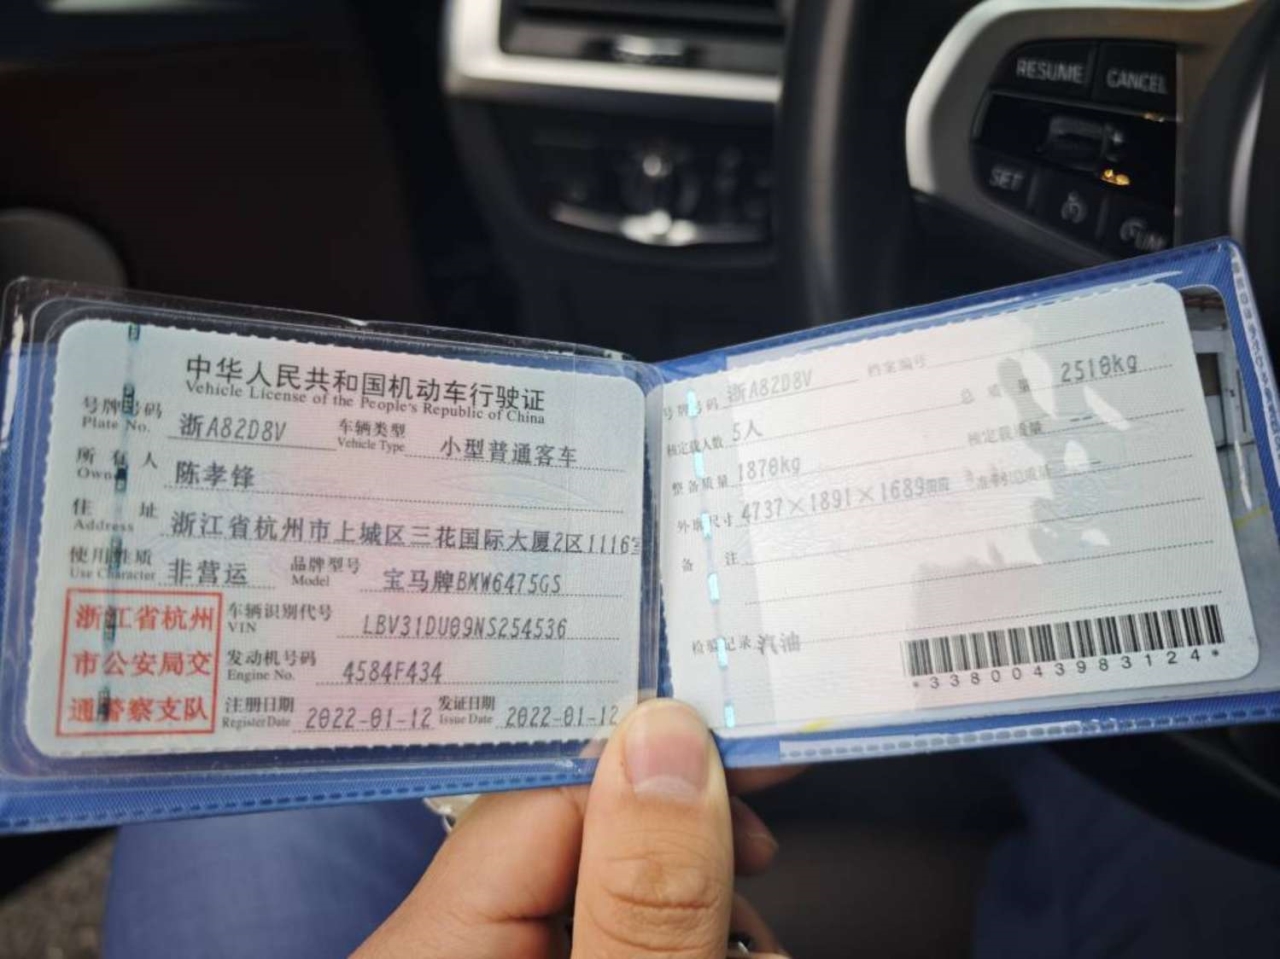 RESUME
CANCEL
SET
LIM
中华人民共和国机动车行驶证
Vehicle License of the People's Republic of China
号牌号码 浙A82D8V 车辆类型 小型普通客车
Plate No. Vehicle Type
所有人 陈孝锋
Owner
住址 浙江省杭州市上城区三花国际大厦2区1116室
Address
使用性质 非营运 品牌型号 宝马牌BMW6475GS
Use Character Model
浙江省杭州
市公安局交
通警察支队
车辆识别代号 LBV31DU09NS254536
VIN
发动机号码 4584F434
Engine No.
注册日期 2022-01-12 发证日期 2022-01-12
Register Date Issue Date
号牌号码 浙A82D8V 档案编号
核定载人数 5人 总质量 2510kg
整备质量 1870kg 核定载质量 --
外廓尺寸 4737×1891×1689mm
备注
检验记录 汽油
*3380043983124*